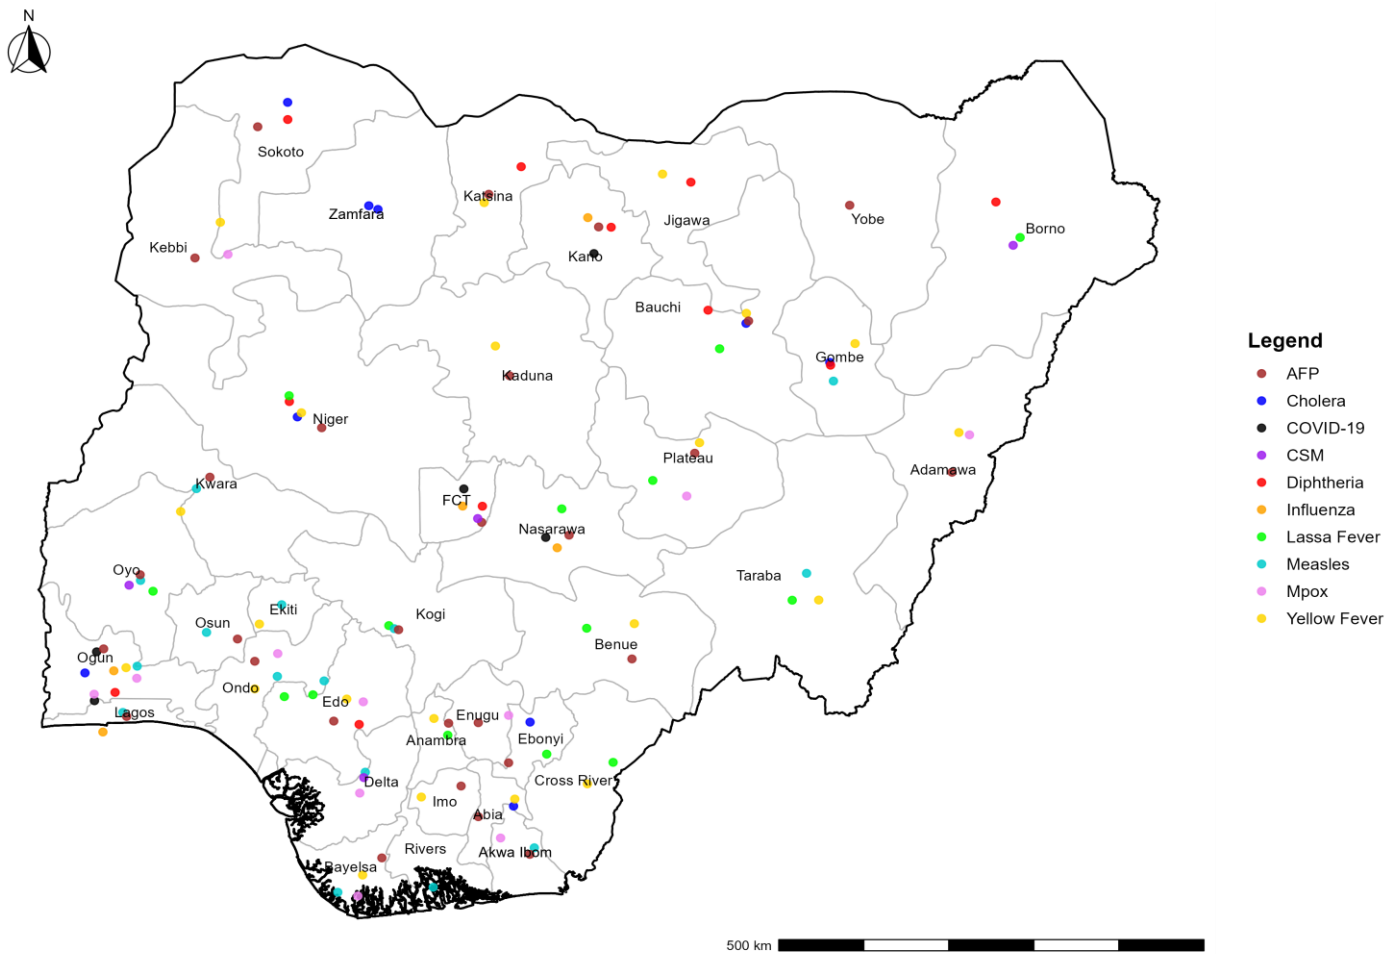 N
Sokoto
Katsina
Zamfara
Jigawa
Yobe
Borno
Kebbi
Kano
Bauchi
Gombe
Kaduna
Niger
Plateau
Adamawa
Kwara
FCT
Nasarawa
Oyo
Taraba
Ekiti
Osun
Kogi
Benue
Ogun
Ondo
Edo
Lagos
Enugu
Anambra
Ebonyi
Delta
Cross River
Imo
Abia
Rivers
Akwa Ibom
Bayelsa
Legend
AFP
Cholera
COVID-19
CSM
Diphtheria
Influenza
Lassa Fever
Measles
Mpox
Yellow Fever
500 km